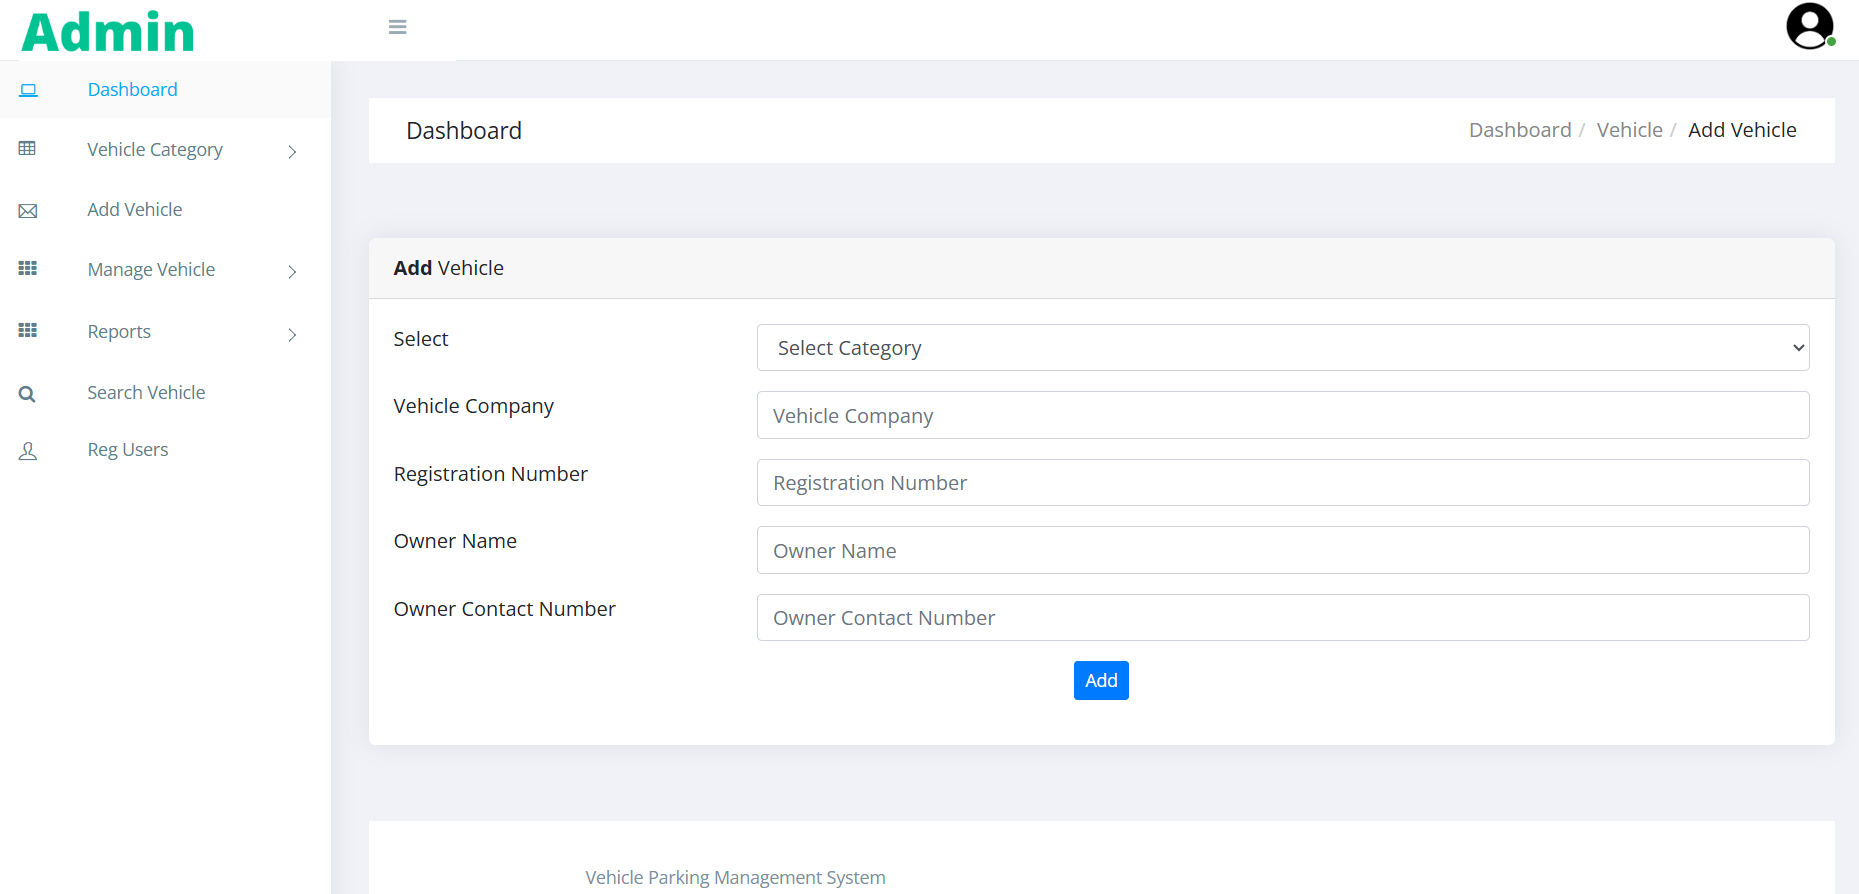 Admin
Dashboard
Vehicle Category
Add Vehicle
Manage Vehicle
Reports
Search Vehicle
Reg Users
Dashboard
Dashboard / Vehicle / Add Vehicle
Add Vehicle
Select
Select Category
Vehicle Company
Vehicle Company
Registration Number
Registration Number
Owner Name
Owner Name
Owner Contact Number
Owner Contact Number
Add
Vehicle Parking Management System